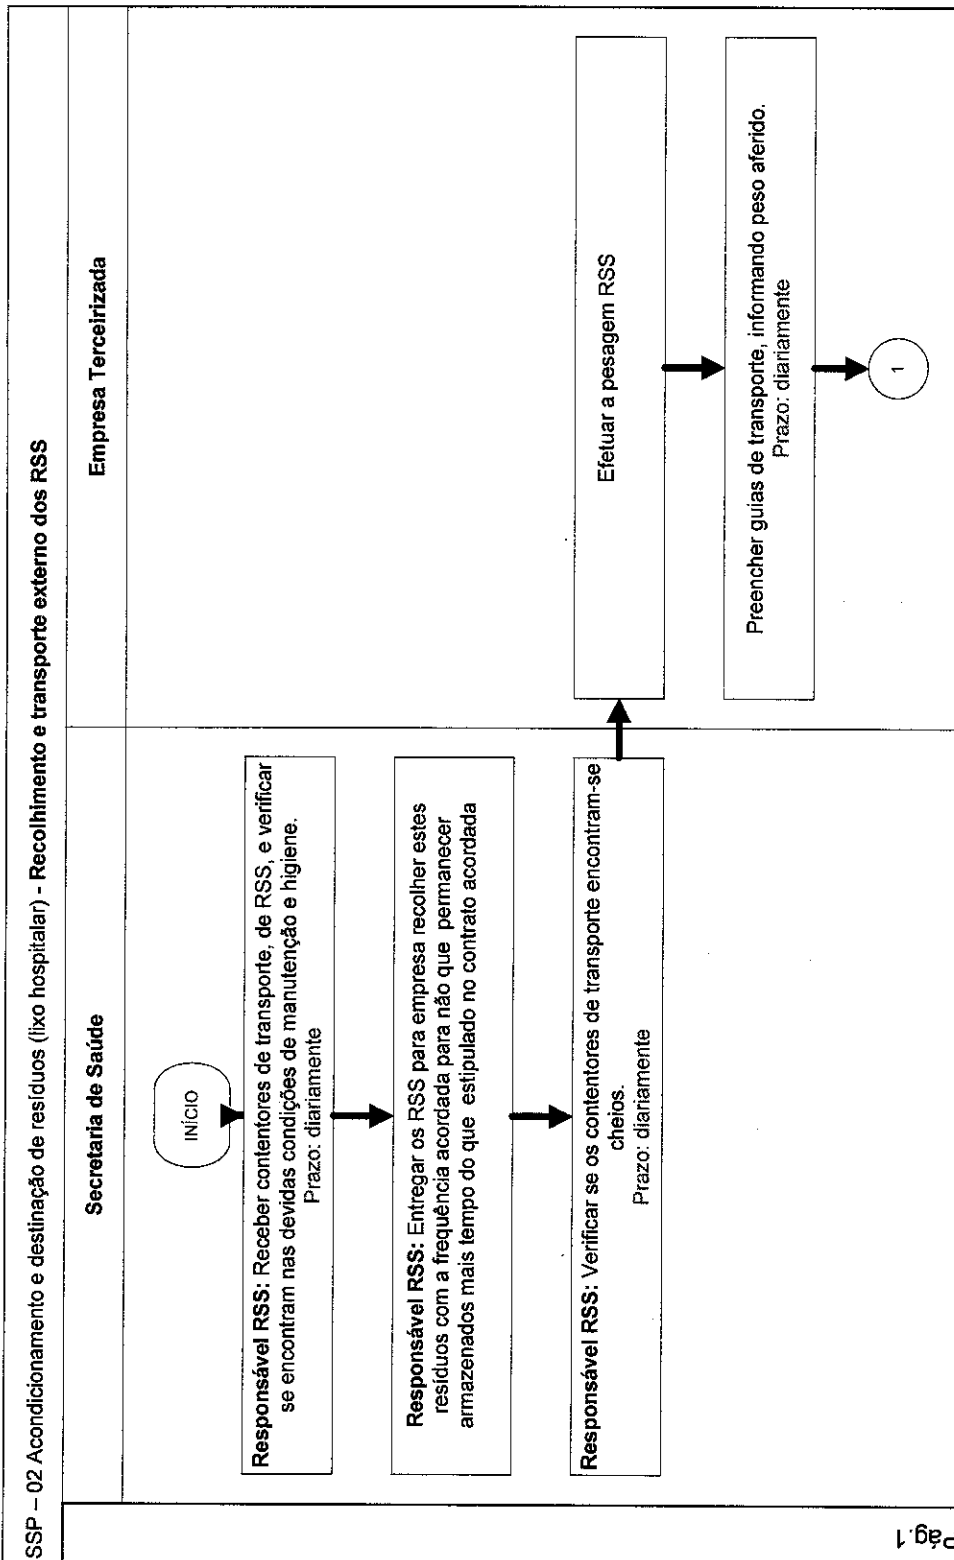 SSP – 02 Acondicionamento e destinação de resíduos (lixo hospitalar) - Recolhimento e transporte externo dos RSS
Secretaria de Saúde
Empresa Terceirizada
INÍCIO
Responsável RSS: Receber contentores de transporte, de RSS, e verificar
se encontram nas devidas condições de manutenção e higiene.
Prazo: diariamente
Responsável RSS: Entregar os RSS para empresa recolher estes
resíduos com a frequência acordada para não que permanecer
armazenados mais tempo do que estipulado no contrato acordada
Responsável RSS: Verificar se os contentores de transporte encontram-se
cheios.
Prazo: diariamente
Efetuar a pesagem RSS
Preencher guias de transporte, informando peso aferido.
Prazo: diariamente
1
Pág.1